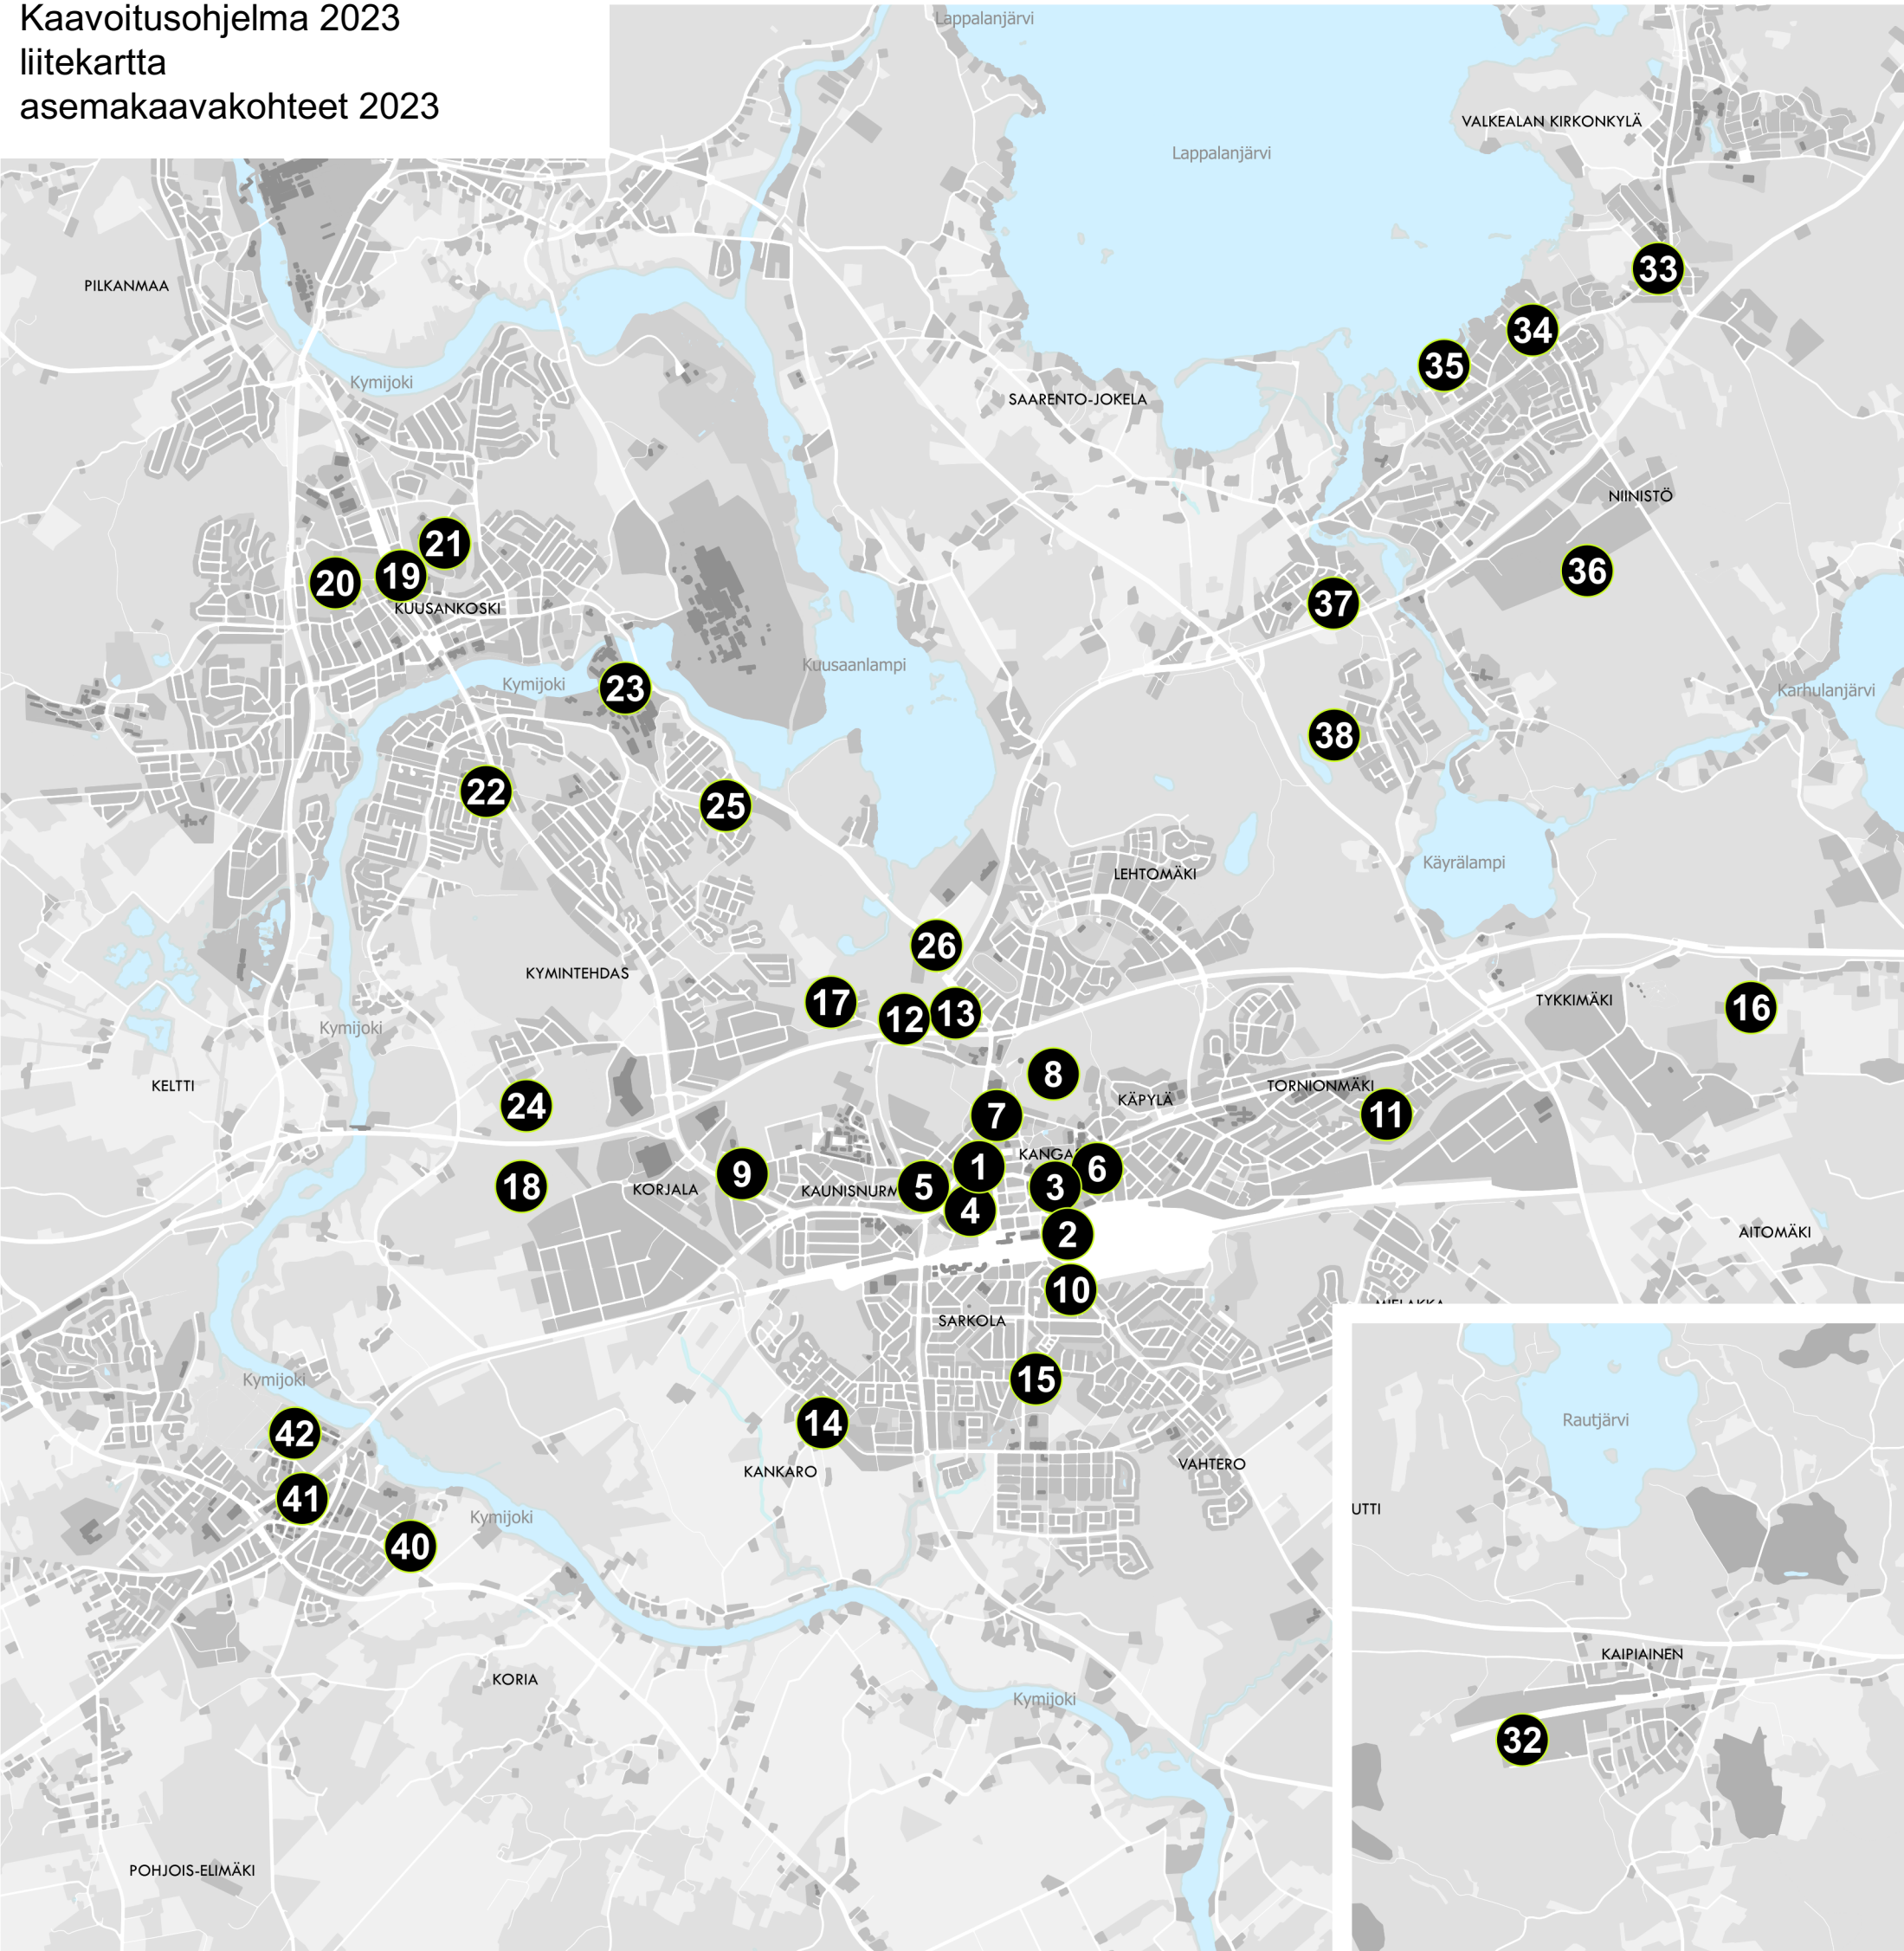 Kaavoitusohjelma 2023
liitekartta
asemakaavakohteet 2023
Lappalanjärvi
VALKEALAN KIRKONKYLÄ
Lappalanjärvi
33
PILKANMAA
34
35
Kymijoki
SAARENTO-JOKELA
NIINISTÖ
21
36
19
20
37
KUUSANKOSKI
Kuusaanlampi
Kymijoki
23
Karhulanjärvi
38
22
25
Käyrälampi
LEHTOMÄKI
26
KYMINTEHDAS
17
TYKKIMÄKI
16
12
13
Kymijoki
8
KELTTI
TORNIONMÄKI
KÄPYLÄ
24
7
11
KANGA
1
6
9
18
KORJALA
KAUNISNURM
5
3
4
2
AITOMÄKI
10
MIELAKKA
SARKOLA
Kymijoki
15
Rautjärvi
14
42
KANKARO
VAHTERO
41
UTTI
Kymijoki
40
KAIPIAINEN
KORIA
Kymijoki
32
POHJOIS-ELIMÄKI